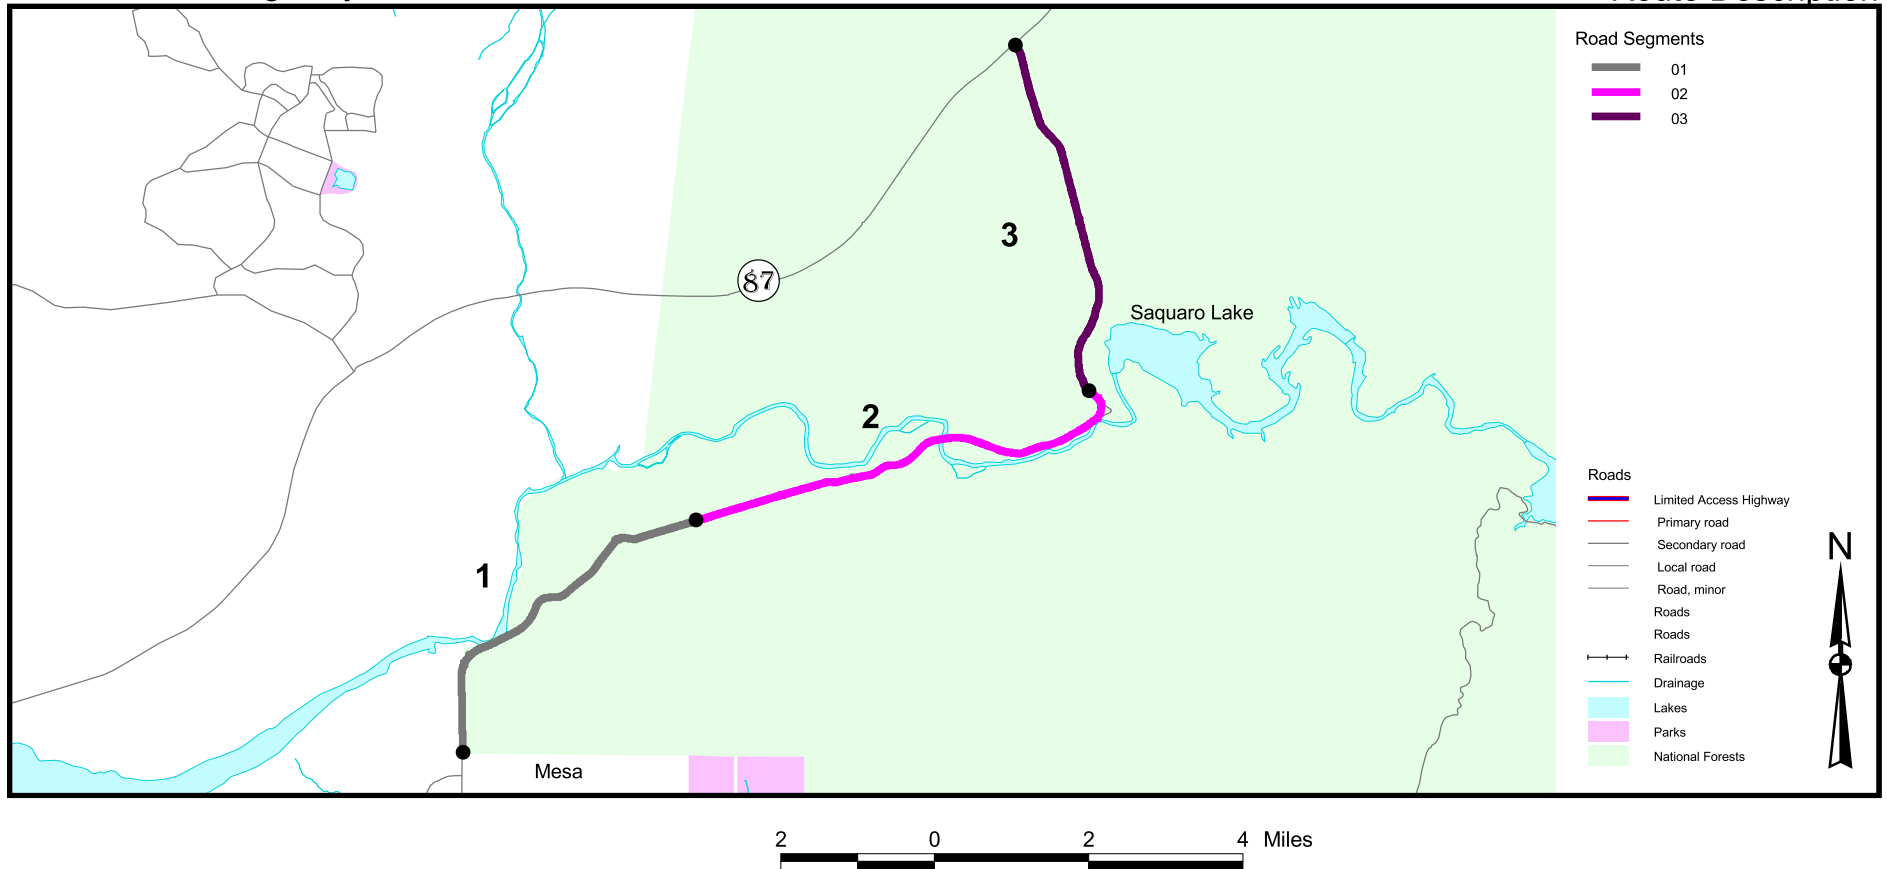 Road Segments
01
02
03
3
87
Saquaro Lake
2
1
Mesa
Roads
Limited Access Highway
Primary road
Secondary road
Local road
Road, minor
Roads
Roads
Railroads
Drainage
Lakes
Parks
National Forests
N
2 0 2 4 Miles